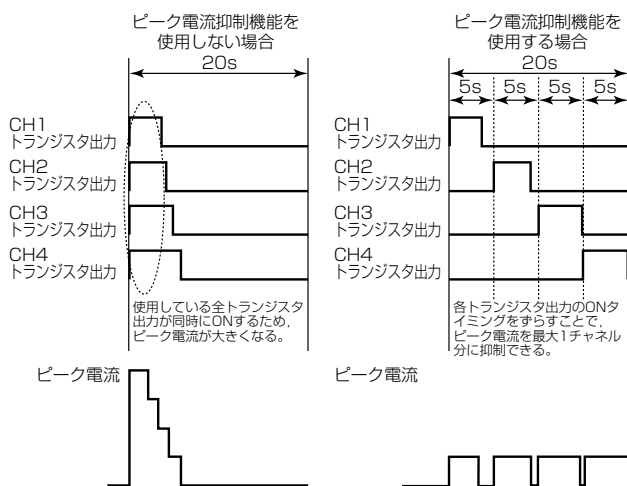 ピーク電流抑制機能を
使用しない場合
20s
CH1
トランジスタ出力
CH2
トランジスタ出力
CH3
トランジスタ出力
CH4
トランジスタ出力
使用している全トランジスタ
出力が同時にONするため,
ピーク電流が大きくなる。
ピーク電流
ピーク電流抑制機能を
使用する場合
20s
5s 5s 5s 5s
CH1
トランジスタ出力
CH2
トランジスタ出力
CH3
トランジスタ出力
CH4
トランジスタ出力
各トランジスタ出力のONタ
イミングをずらすことで,
ピーク電流を最大1チャネル
分に抑制できる。
ピーク電流